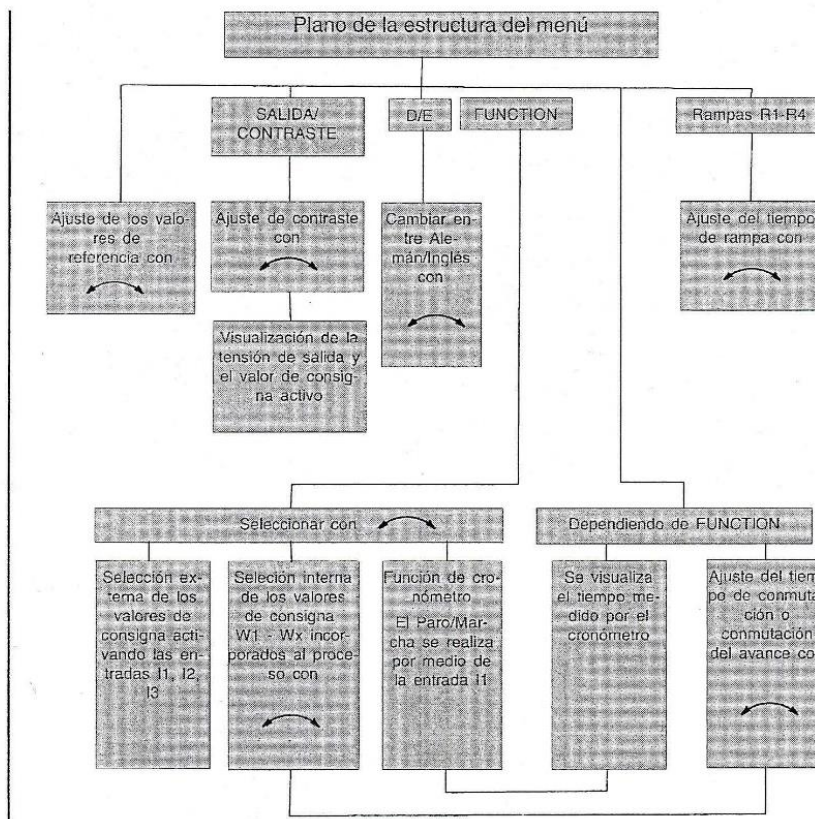 Plano de la estructura del menú
SALIDA/
CONTRASTE
D/E
FUNCTION
Rampas R1-R4
Ajuste de los valo-
res de
referencia con
Ajuste de contraste
con
Cambiar en-
tre Ale-
mán/Inglés
con
Ajuste del tiempo
de rampa con
Visualización de la
tensión de salida y
el valor de consig-
na activo
Seleccionar con
Dependiendo de FUNCTION
Selección ex-
terna de los
valores de
consigna acti-
vando las en-
tradas I1, I2,
I3
Seleción interna
de los valores
de consigna
W1 - Wx incor-
porados al proce-
so con
Función de cro-
nómetro
El Paro/Mar-
cha se realiza
por medio de
la entrada I1
Se visualiza
el tiempo me-
dido por el
cronómetro
Ajuste del tiem-
po de conmuta-
ción o
conmutación
del avance con